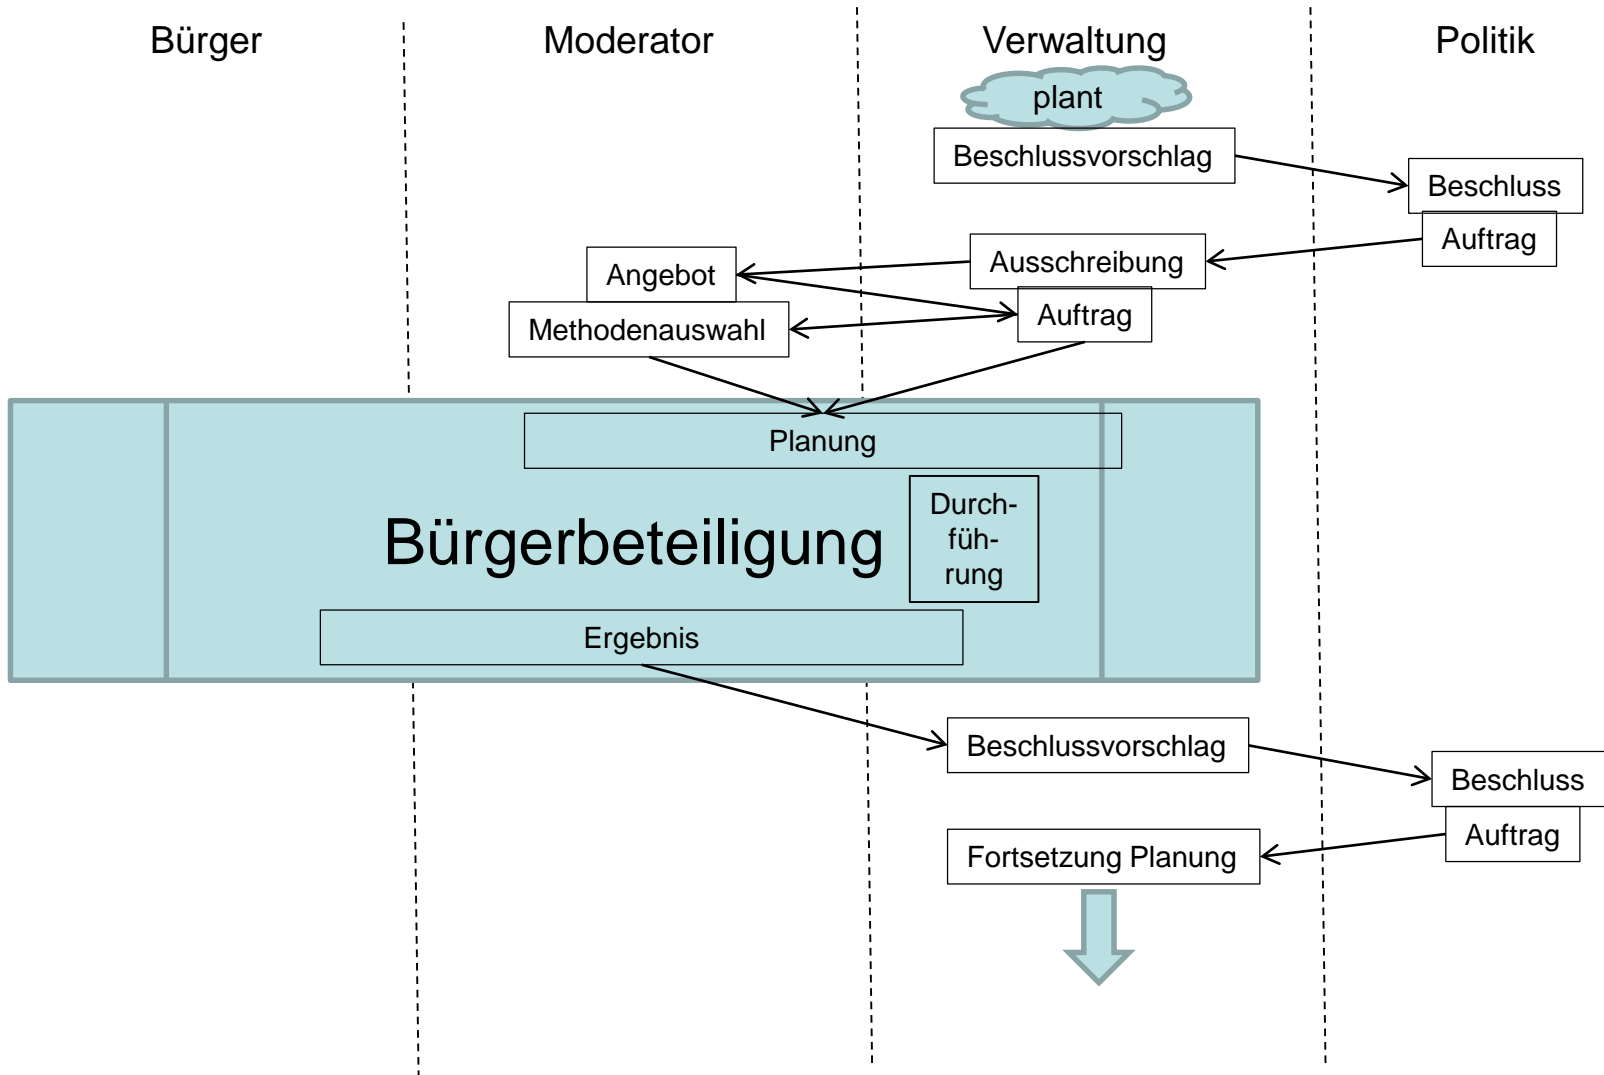 Bürger
Moderator
Verwaltung
Politik
plant
Beschlussvorschlag
Beschluss
Auftrag
Ausschreibung
Angebot
Auftrag
Methodenauswahl
Planung
Bürgerbeteiligung
Durch-
füh-
rung
Ergebnis
Beschlussvorschlag
Beschluss
Auftrag
Fortsetzung Planung